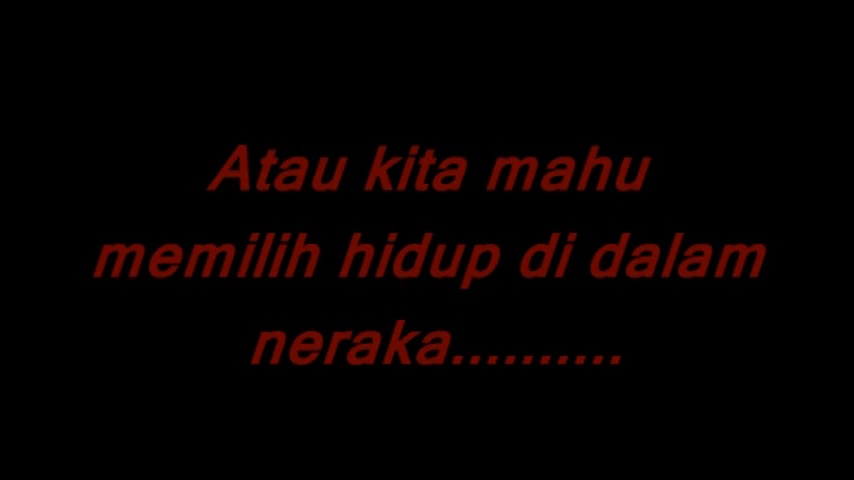 Atau kita mahu
memilih hidup di dalam
neraka..........